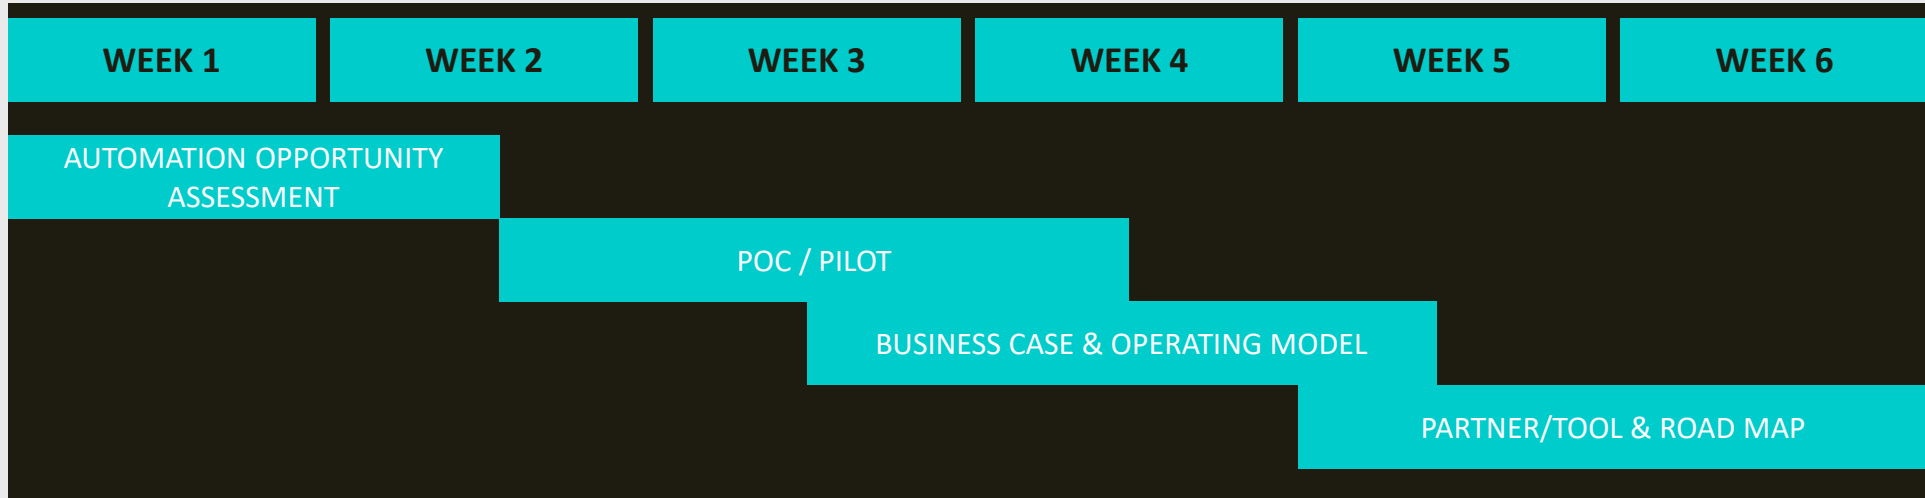 WEEK 1
WEEK 2
WEEK 3
WEEK 4
WEEK 5
WEEK 6
AUTOMATION OPPORTUNITY
ASSESSMENT
POC / PILOT
BUSINESS CASE & OPERATING MODEL
PARTNER/TOOL & ROAD MAP